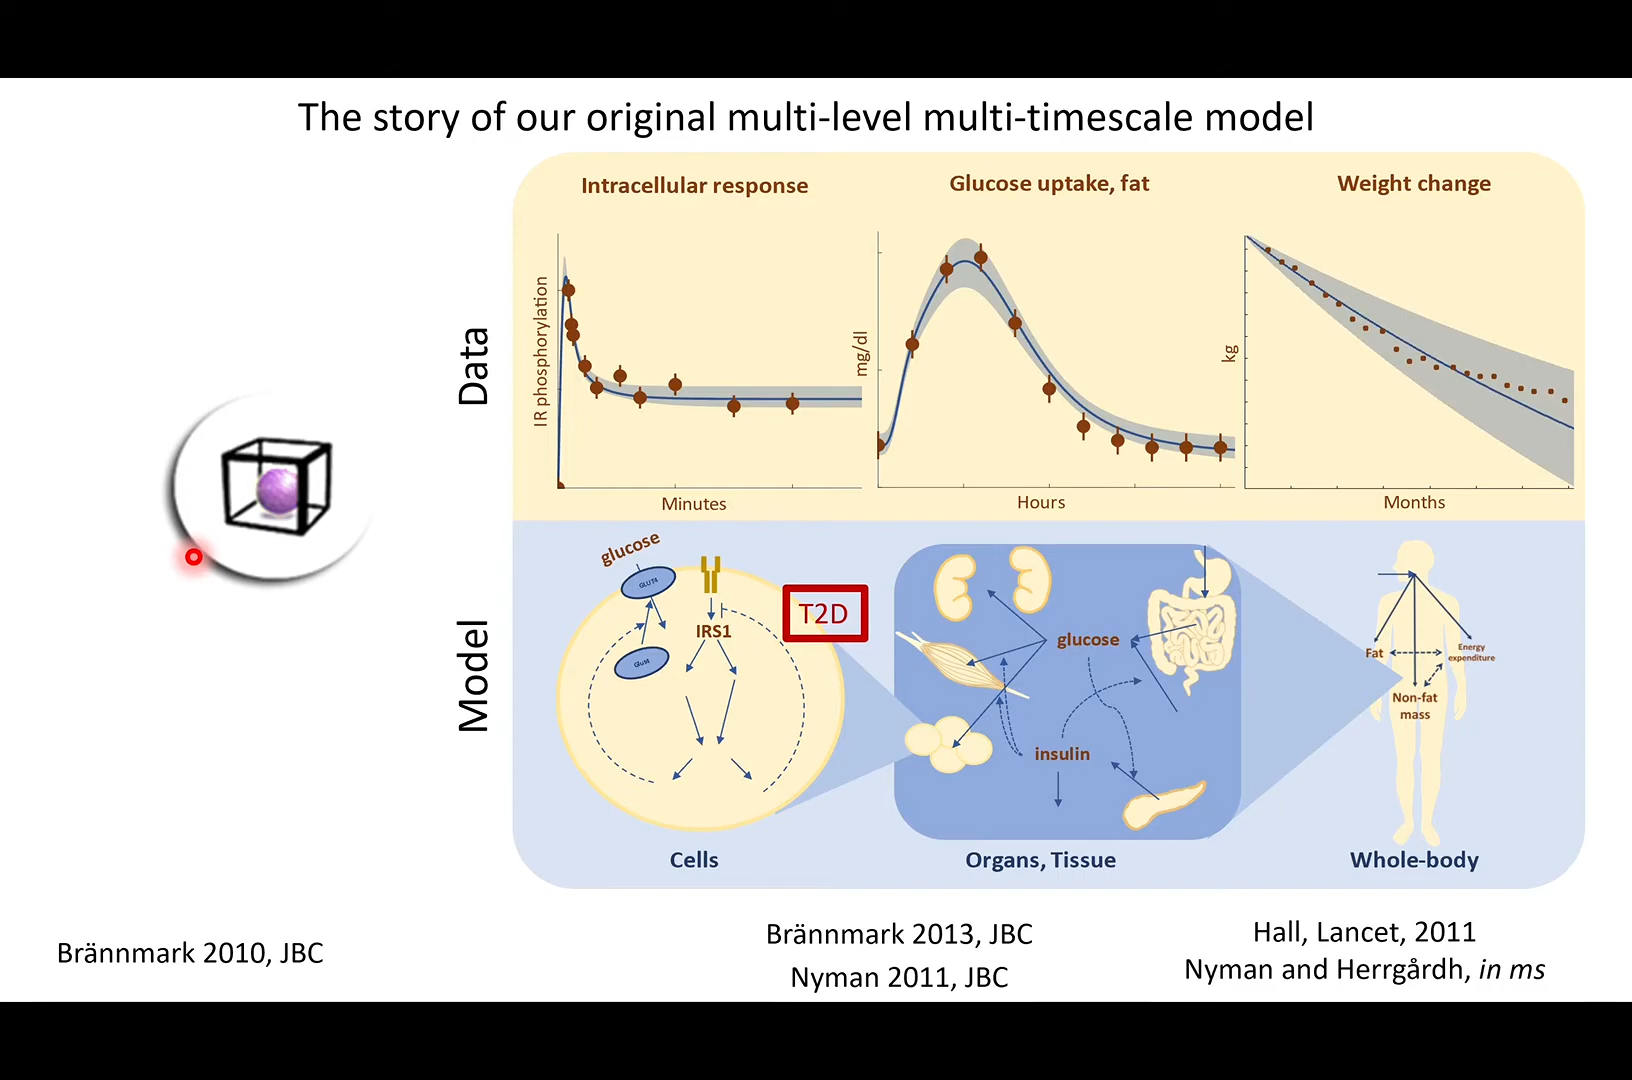 The story of our original multi-level multi-timescale model
Data
Intracellular response
IR phosphorylation
Minutes
Glucose uptake, fat
mg/dl
Hours
Weight change
kg
Months
Model
glucose
GLUT4
IRS1
Glut4
T2D
Cells
glucose
insulin
Organs, Tissue
Fat
Energy
expenditure
Non-fat
mass
Whole-body
Brännmark 2010, JBC
Brännmark 2013, JBC
Nyman 2011, JBC
Hall, Lancet, 2011
Nyman and Herrgårdh, in ms